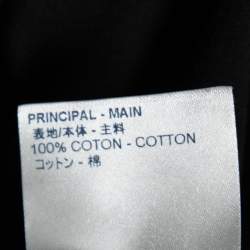 PRINCIPAL - MAIN
表地/本体 - 主料
100% COTON - COTTON
コットン - 棉